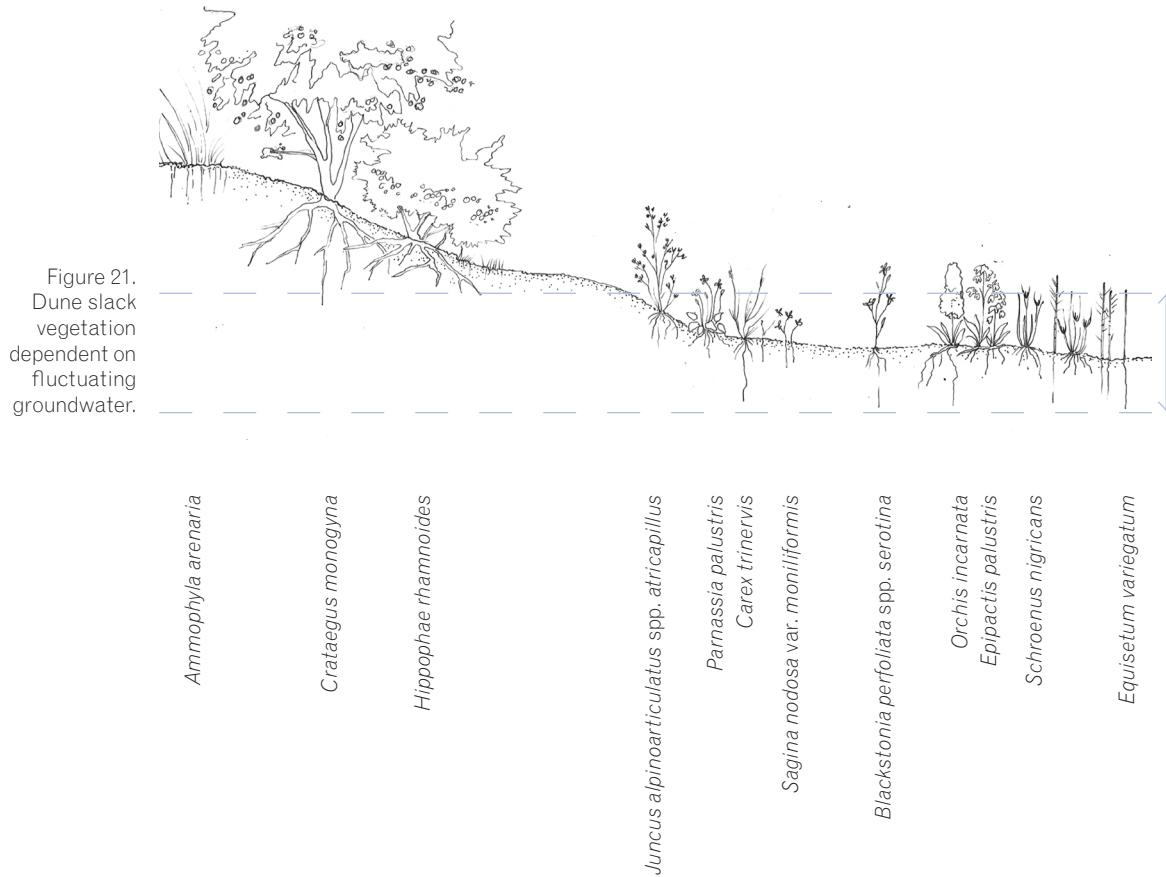 Figure 21.
Dune slack
vegetation
dependent on
fluctuating
groundwater.
Ammophyla arenaria
Crataegus monogyna
Hippophae rhamnoides
Juncus alpinoarticulatus spp. atricapillus
Parnassia palustris
Carex trinervis
Sagina nodosa var. moniliformis
Blackstonia perfoliata spp. serotina
Orchis incarnata
Epipactis palustris
Schroenus nigricans
Equisetum variegatum